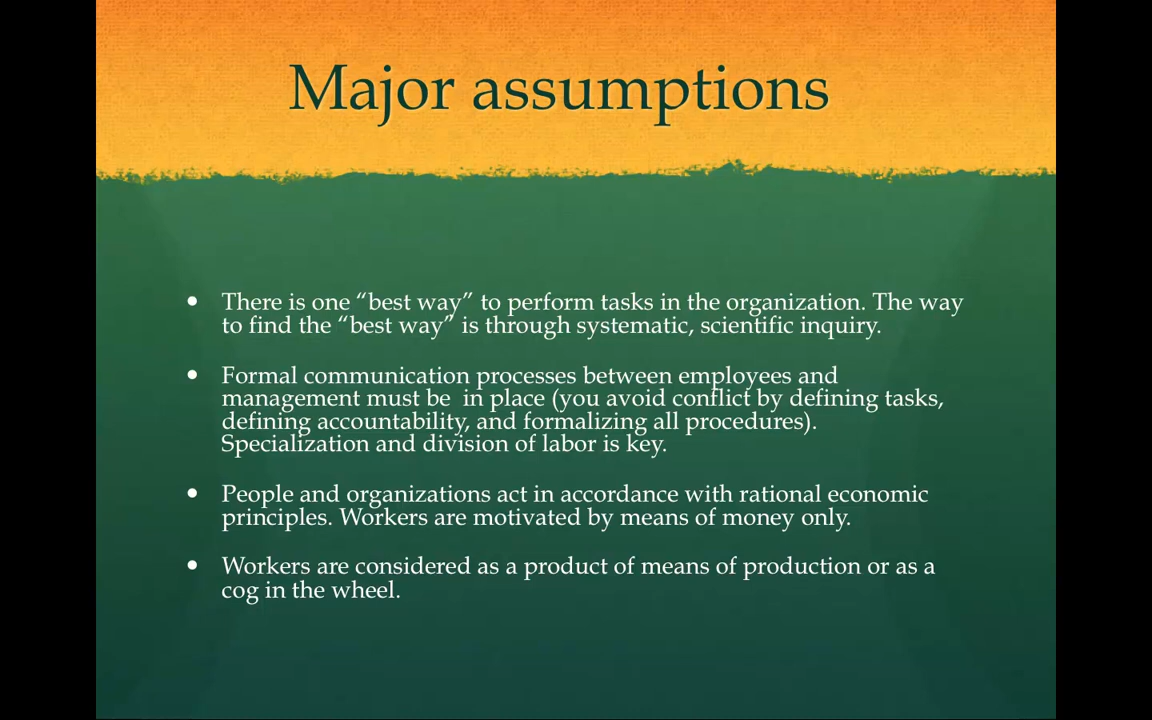 Major assumptions
• There is one “best way” to perform tasks in the organization. The way
to find the “best way” is through systematic, scientific inquiry.
• Formal communication processes between employees and
management must be  in place (you avoid conflict by defining tasks,
defining accountability, and formalizing all procedures).
Specialization and division of labor is key.
• People and organizations act in accordance with rational economic
principles. Workers are motivated by means of money only.
• Workers are considered as a product of means of production or as a
cog in the wheel.